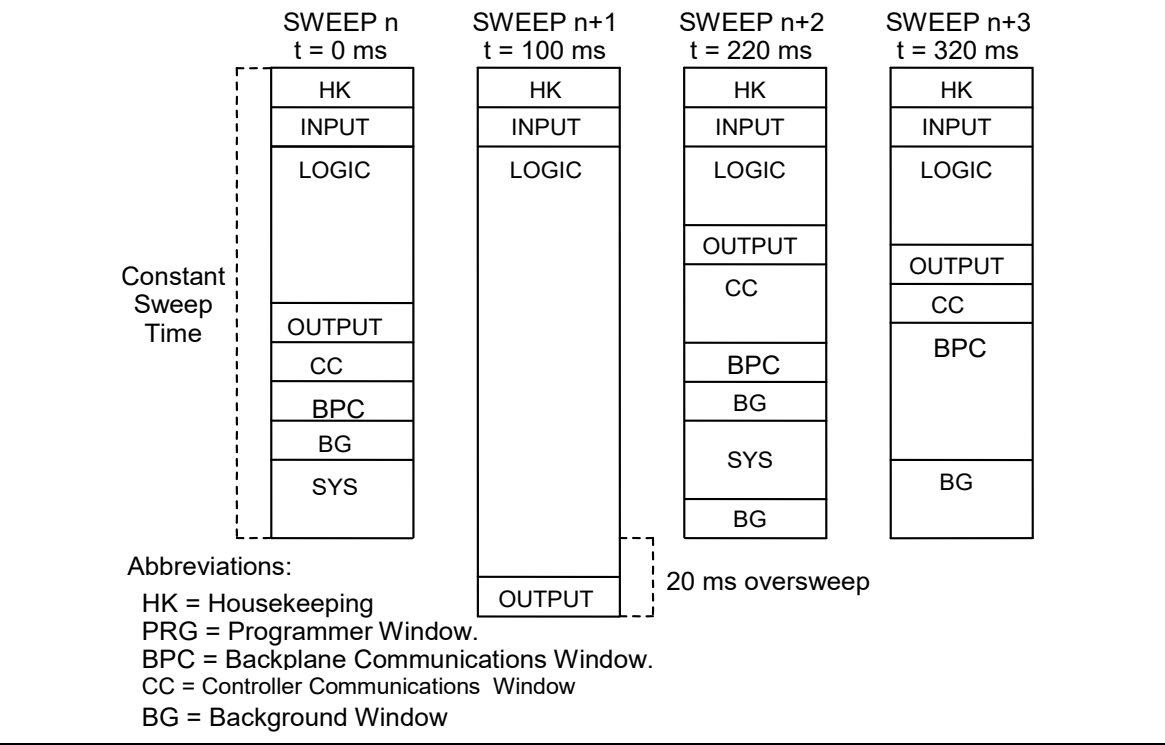 SWEEP n
t = 0 ms
SWEEP n+1
t = 100 ms
SWEEP n+2
t = 220 ms
SWEEP n+3
t = 320 ms
Constant
Sweep
Time
HK
INPUT
LOGIC
OUTPUT
CC
BPC
BG
SYS
HK
INPUT
LOGIC
OUTPUT
20 ms oversweep
HK
INPUT
LOGIC
OUTPUT
CC
BPC
BG
SYS
BG
HK
INPUT
LOGIC
OUTPUT
CC
BPC
BG
Abbreviations:
HK = Housekeeping
PRG = Programmer Window.
BPC = Backplane Communications Window.
CC = Controller Communications Window
BG = Background Window